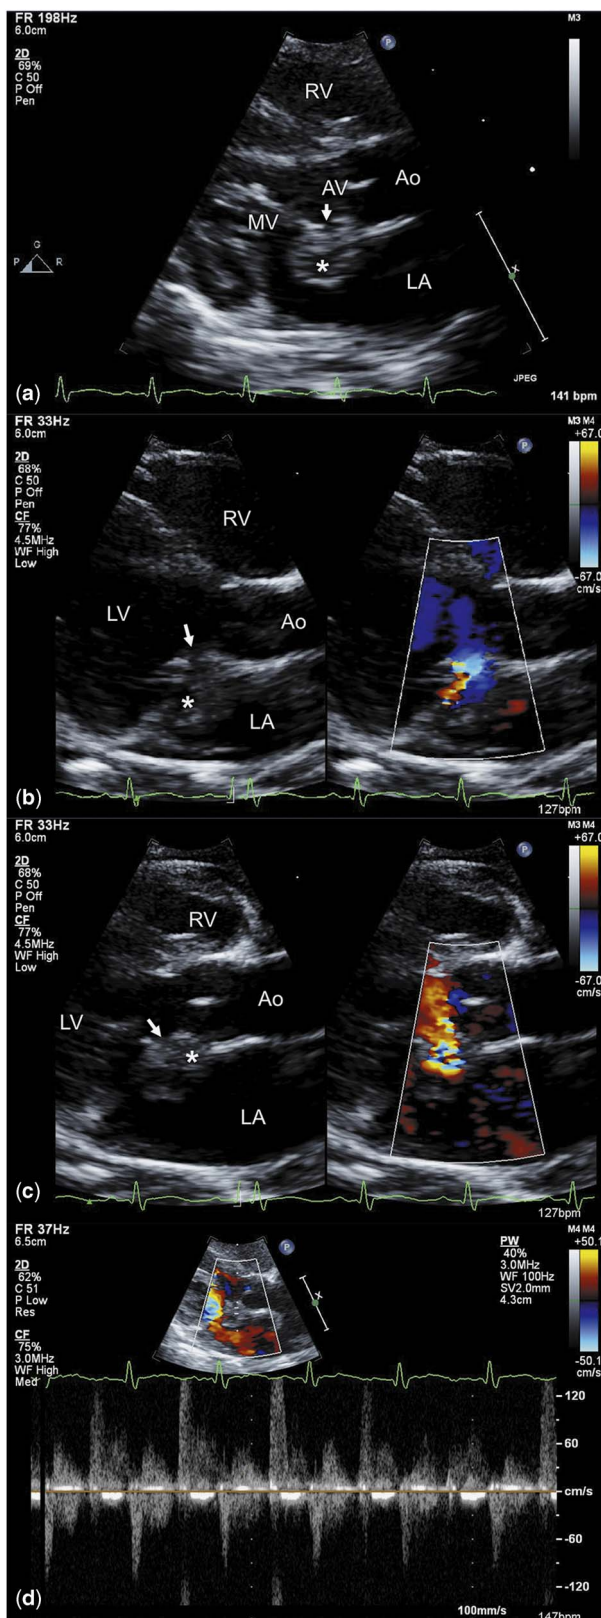 FR 198Hz
6.0cm
M3
2D
69%
C 50
P Off
Pen
P
RV
AV
Ao
MV
*
LA
G
P R
X
JPEG
(a)
141 bpm
FR 33Hz
6.0cm
M3 M4
+67.0
2D
68%
C 50
P Off
Pen
CF
77%
4.5MHz
WF High
Low
P
RV
LV
Ao
*
LA
-67.0
cm/s
(b)
127bpm
FR 33Hz
6.0cm
M3 M4
+67.0
2D
68%
C 50
P Off
Pen
CF
77%
4.5MHz
WF High
Low
P
RV
Ao
LV
*
LA
-67.0
cm/s
(c)
127bpm
FR 37Hz
6.5cm
M4 M4
+50.1
2D
62%
C 51
P Low
Res
CF
75%
3.0MHz
WF High
Med
P
X
PW
40%
3.0MHz
WF 100Hz
SV2.0mm
4.3cm
-50.1
cm/s
120
60
cm/s
-60
-120
(d)
100mm/s
147bpm